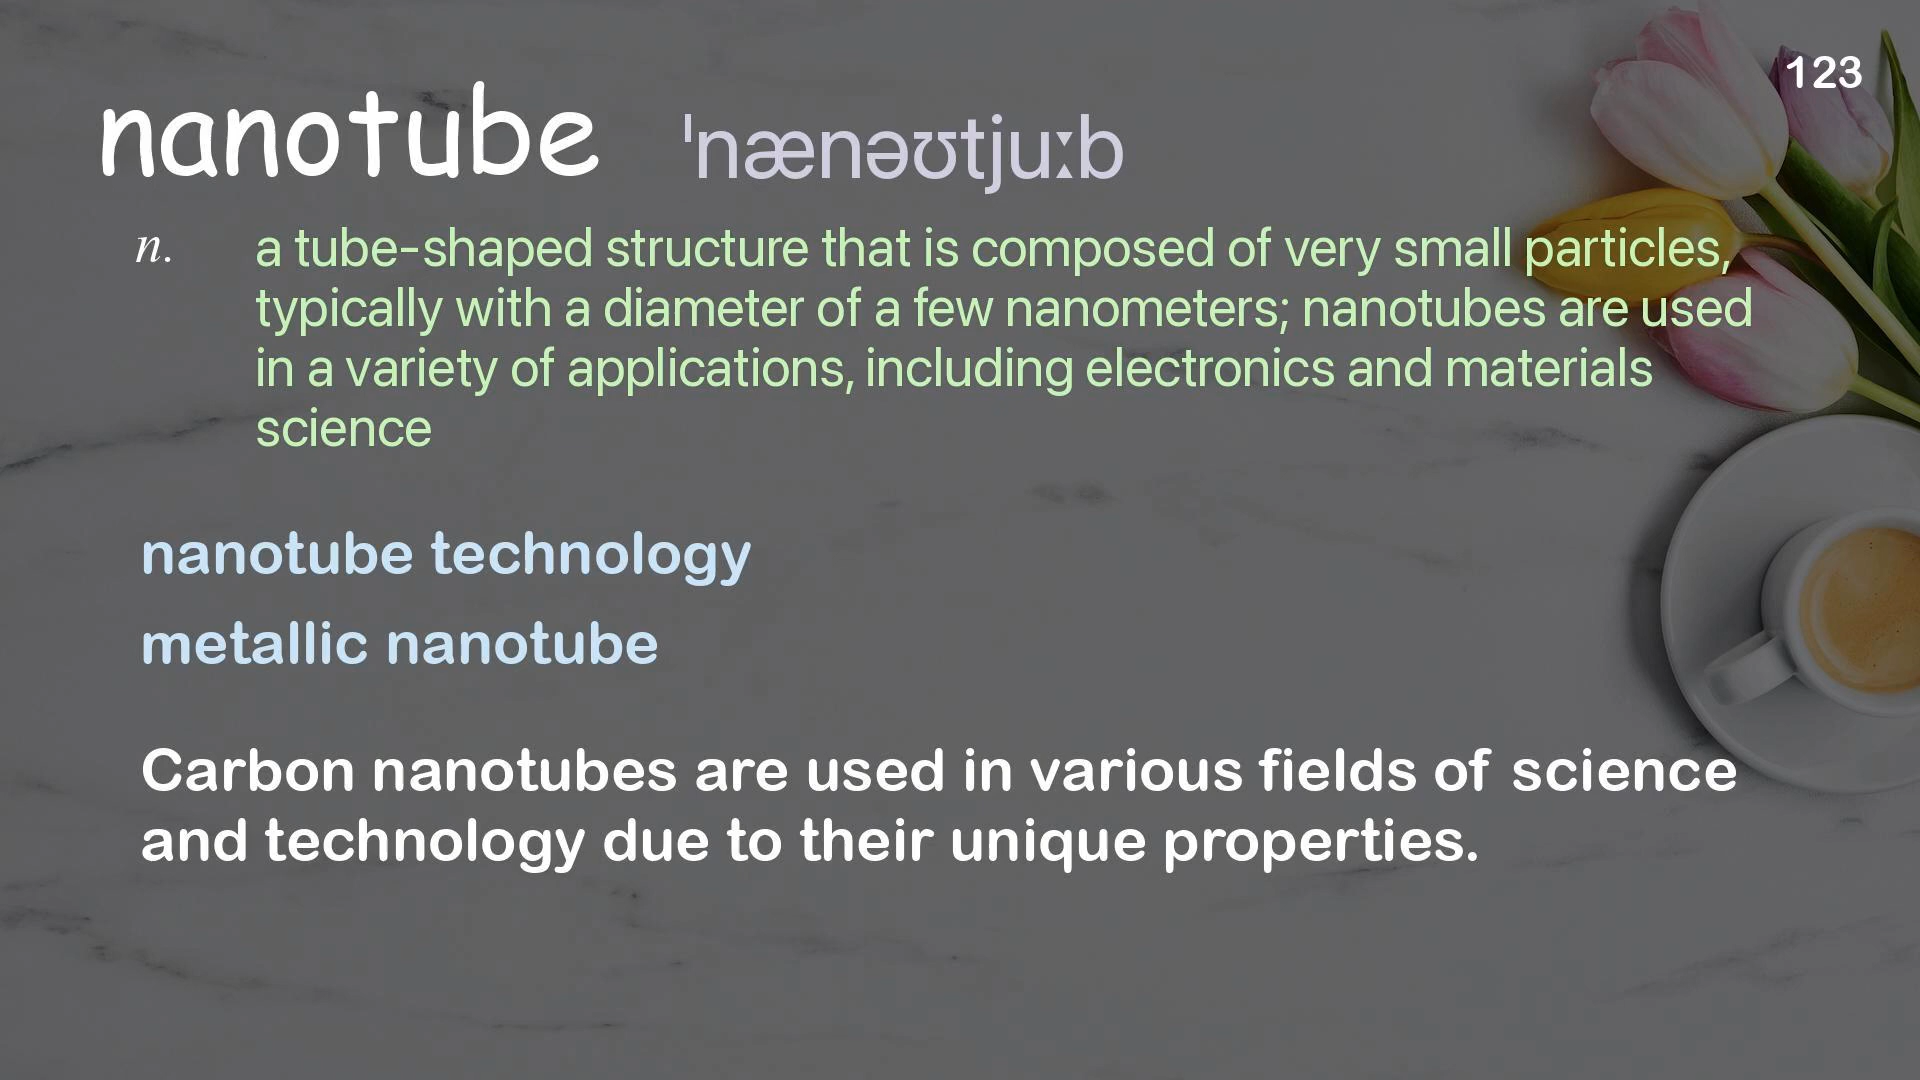 123
nanotube ˈnænəʊtjuːb
n. a tube-shaped structure that is composed of very small particles,
typically with a diameter of a few nanometers; nanotubes are used
in a variety of applications, including electronics and materials
science
nanotube technology
metallic nanotube
Carbon nanotubes are used in various fields of science
and technology due to their unique properties.